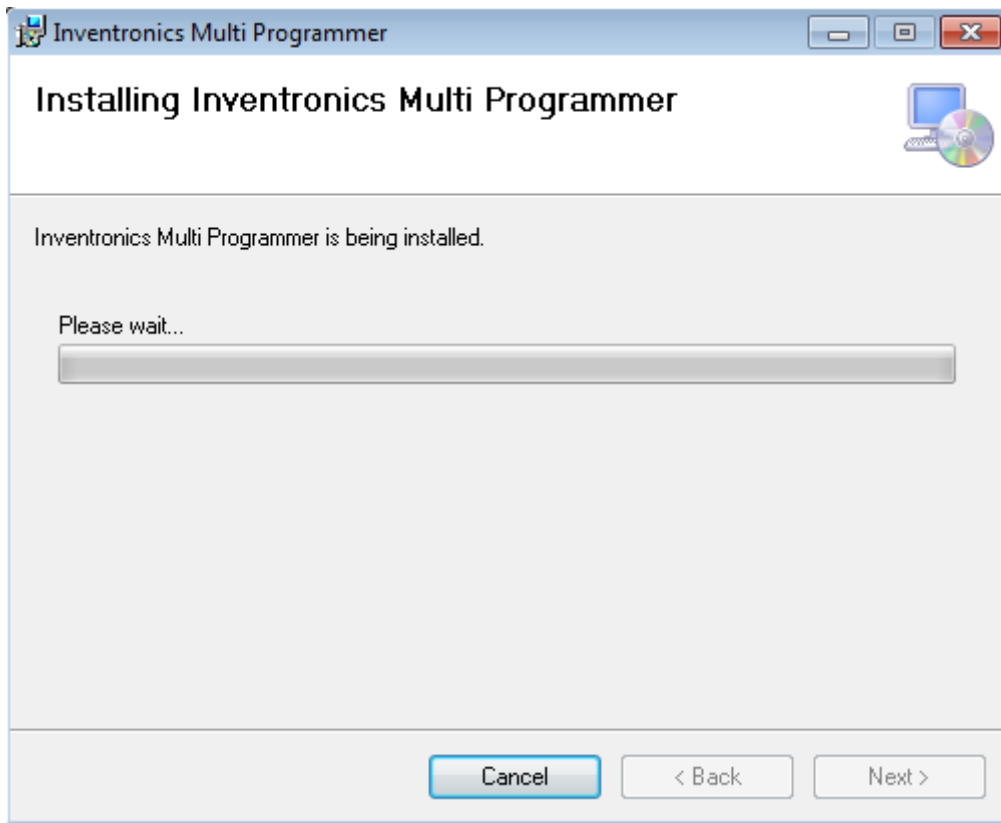 Inventronics Multi Programmer
Installing Inventronics Multi Programmer
Inventronics Multi Programmer is being installed.
Please wait...
Cancel
< Back
Next >